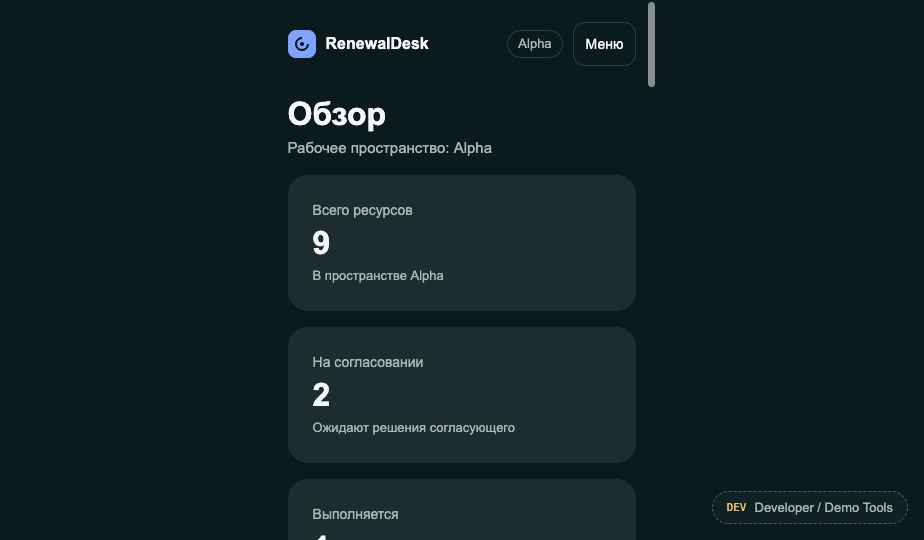 RenewalDesk
Alpha
Меню
Обзор
Рабочее пространство: Alpha
Всего ресурсов
9
В пространстве Alpha
На согласовании
2
Ожидают решения согласующего
Выполняется
DEV Developer / Demo Tools